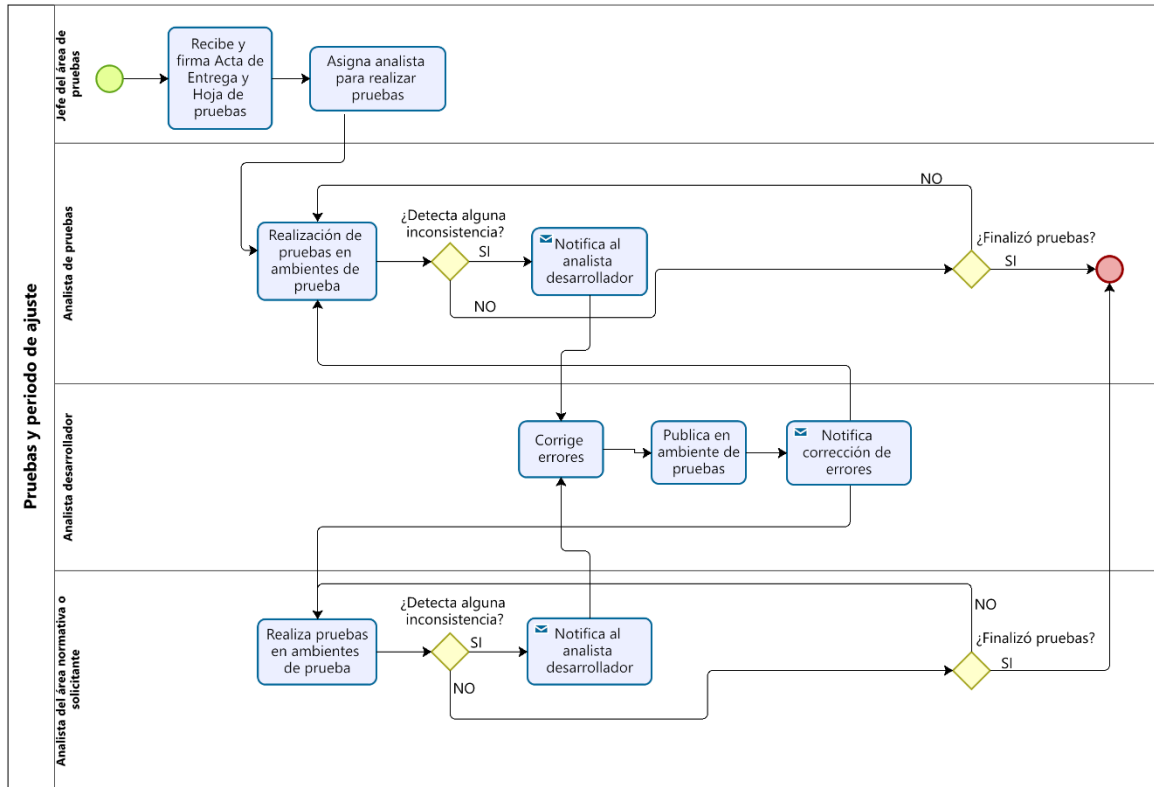 Pruebas y periodo de ajuste
Jefe del área de
pruebas
Recibe y
firma Acta de
Entrega y
Hoja de
pruebas
Asigna analista
para realizar
pruebas
Analista de pruebas
Realización de
pruebas en
ambientes de
prueba
¿Detecta alguna
inconsistencia?
SI
NO
Notifica al
analista
desarrollador
NO
¿Finalizó pruebas?
SI
Analista desarrollador
Corrige
errores
Publica en
ambiente de
pruebas
Notifica
corrección de
errores
Analista del área normativa o
solicitante
Realiza pruebas
en ambientes
de prueba
¿Detecta alguna
inconsistencia?
SI
NO
Notifica al
analista
desarrollador
NO
¿Finalizó pruebas?
SI